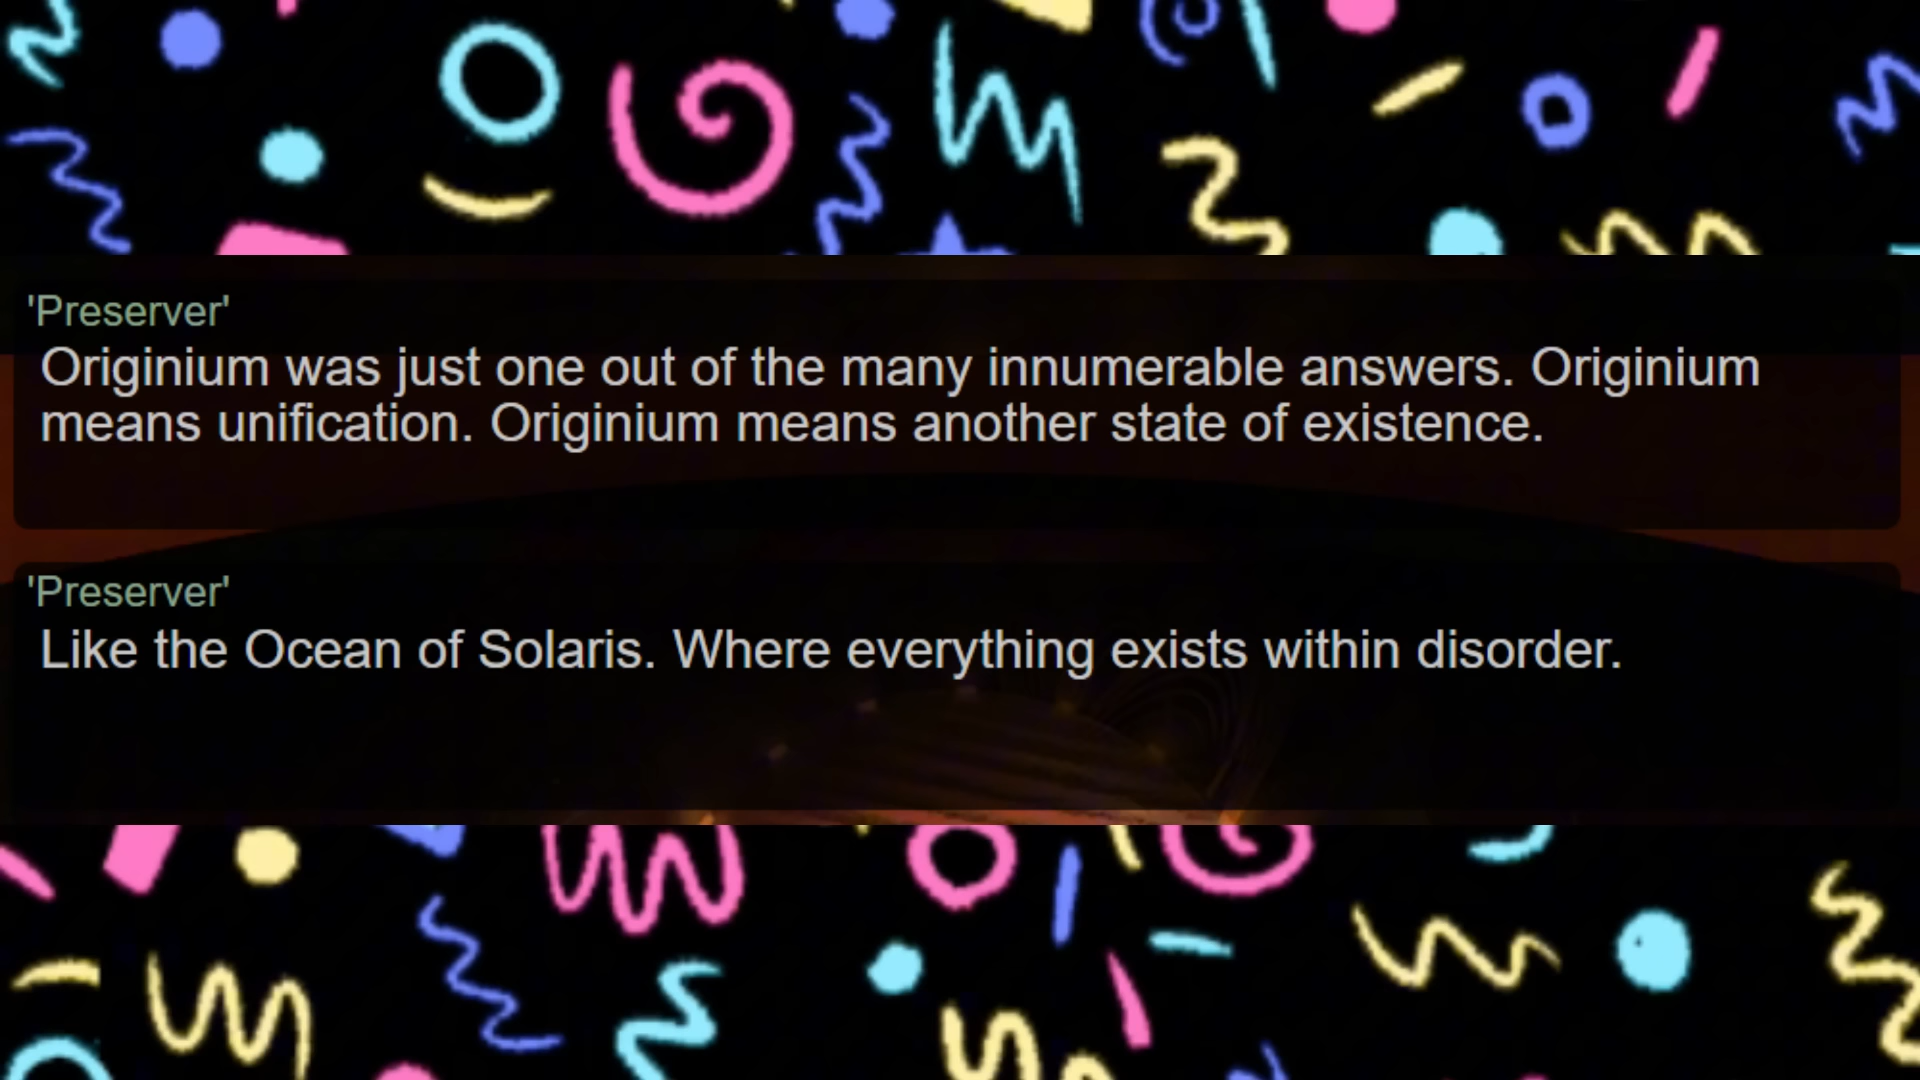 'Preserver'
Originium was just one out of the many innumerable answers. Originium
means unification. Originium means another state of existence.
'Preserver'
Like the Ocean of Solaris. Where everything exists within disorder.